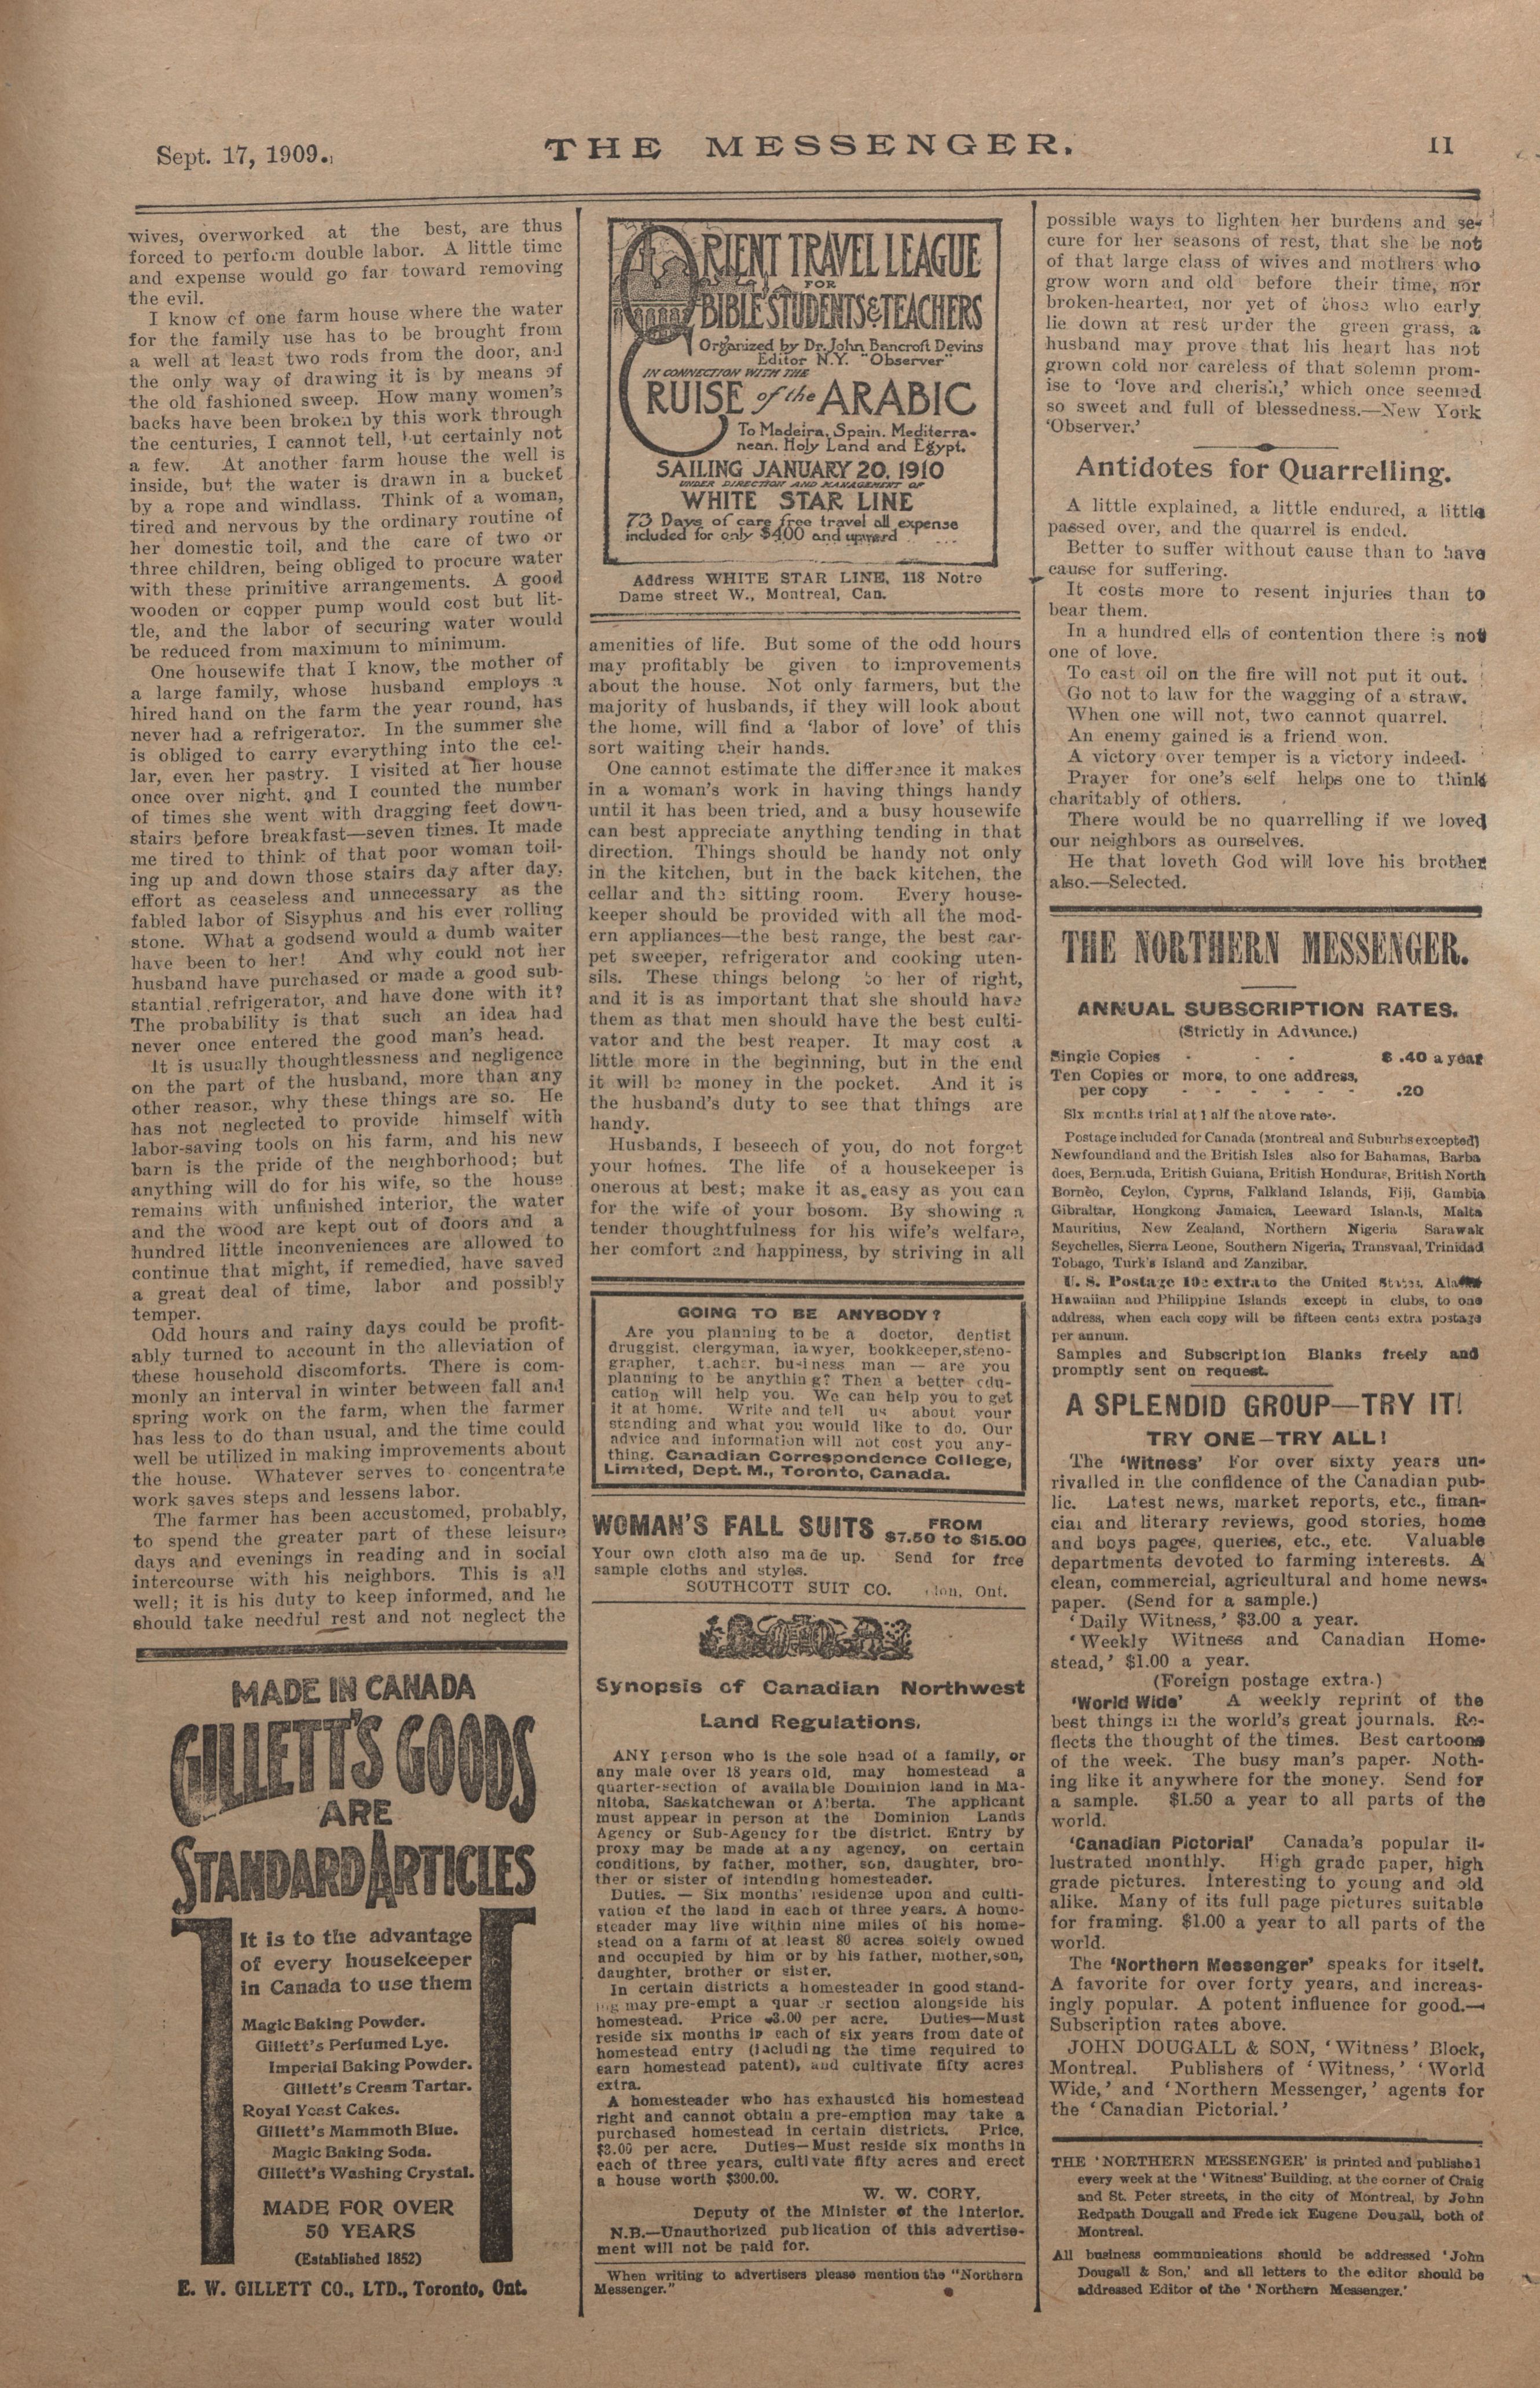 Sept. 17, 1909.
THE MESSENGER.
11
wives, overworked at the best, are thus
forced to perform double labor. A little time
and expense would go far toward removing
the evil.
I know of one farm house where the water
for the family use has to be brought from
a well at least two rods from the door, and
the only way of drawing it is by means of
the old fashioned sweep. How many women's
backs have been broken by this work through
the centuries, I cannot tell, but certainly not
a few. At another farm house the well is
inside, but the water is drawn in a bucket
by a rope and windlass. Think of a woman,
tired and nervous by the ordinary routine of
her domestic toil, and the care of two or
three children, being obliged to procure water
with these primitive arrangements. A good
wooden or copper pump would cost but lit-
tle, and the labor of securing water would
be reduced from maximum to minimum.
One housewife that I know, the mother of
a large family, whose husband employs a
hired hand on the farm the year round, has
never had a refrigerator. In the summer she
is obliged to carry everything into the cel-
lar, even her pastry. I visited at her house
once over night, and I counted the number
of times she went with dragging feet down-
stairs before breakfast—seven times. It made
me tired to think of that poor woman toil-
ing up and down those stairs day after day,
effort as ceaseless and unnecessary as the
fabled labor of Sisyphus and his ever rolling
stone. What a godsend would a dumb waiter
have been to her! And why could not her
husband have purchased or made a good sub-
stantial refrigerator, and have done with it?
The probability is that such an idea had
never once entered the good man's head.
It is usually thoughtlessness and negligence
on the part of the husband, more than any
other reason, why these things are so. He
has not neglected to provide himself with
labor-saving tools on his farm, and his new
barn is the pride of the neighborhood; but
anything will do for his wife, so the house
remains with unfinished interior, the water
and the wood are kept out of doors and a
hundred little inconveniences are allowed to
continue that might, if remedied, have saved
a great deal of time, labor and possibly
temper.
Odd hours and rainy days could be profit-
ably turned to account in the alleviation of
these household discomforts. There is com-
monly an interval in winter between fall and
spring work on the farm, when the farmer
has less to do than usual, and the time could
well be utilized in making improvements about
the house. Whatever serves to concentrate
work saves steps and lessens labor.
The farmer has been accustomed, probably,
to spend the greater part of these leisure
days and evenings in reading and in social
intercourse with his neighbors. This is all
well; it is his duty to keep informed, and he
should take needful rest and not neglect the
MADE IN CANADA
GILLETT'S GOODS
ARE
STANDARD ARTICLES
It is to the advantage
of every housekeeper
in Canada to use them
Magic Baking Powder.
Gillett's Perfumed Lye.
Imperial Baking Powder.
Gillett's Cream Tartar.
Royal Yeast Cakes.
Gillett's Mammoth Blue.
Magic Baking Soda.
Gillett's Washing Crystal.
MADE FOR OVER
50 YEARS
(Established 1852)
E. W. GILLETT CO., LTD., Toronto, Ont.
ORIENT TRAVEL LEAGUE
FOR
BIBLE STUDENTS & TEACHERS
Organized by Dr. John Bancroft Devins
Editor N.Y. "Observer"
IN CONNECTION WITH THE
CRUISE of the ARABIC
To Madeira, Spain, Mediterra-
nean, Holy Land and Egypt.
SAILING JANUARY 20, 1910
UNDER DIRECTION AND MANAGEMENT OF
WHITE STAR LINE
73 Days of care free travel all expense
included for only $400 and upward ...
Address WHITE STAR LINE, 118 Notre
Dame street W., Montreal, Can.
amenities of life. But some of the odd hours
may profitably be given to improvements
about the house. Not only farmers, but the
majority of husbands, if they will look about
the home, will find a 'labor of love' of this
sort waiting their hands.
One cannot estimate the difference it makes
in a woman's work in having things handy
until it has been tried, and a busy housewife
can best appreciate anything tending in that
direction. Things should be handy not only
in the kitchen, but in the back kitchen, the
cellar and the sitting room. Every house-
keeper should be provided with all the mod-
ern appliances—the best range, the best car-
pet sweeper, refrigerator and cooking uten-
sils. These things belong to her of right,
and it is as important that she should have
them as that men should have the best culti-
vator and the best reaper. It may cost a
little more in the beginning, but in the end
it will be money in the pocket. And it is
the husband's duty to see that things are
handy.
Husbands, I beseech of you, do not forget
your homes. The life of a housekeeper is
onerous at best; make it as easy as you can
for the wife of your bosom. By showing a
tender thoughtfulness for his wife's welfare,
her comfort and happiness, by striving in all
GOING TO BE ANYBODY?
Are you planning to be a doctor, dentist
druggist, clergyman, lawyer, bookkeeper, steno-
grapher, teacher, business man — are you
planning to be anything? Then a better edu-
cation will help you. We can help you to get
it at home. Write and tell us about your
standing and what you would like to do. Our
advice and information will not cost you any-
thing. Canadian Correspondence College,
Limited, Dept. M., Toronto, Canada.
WOMAN'S FALL SUITS FROM
$7.50 to $15.00
Your own cloth also made up. Send for free
sample cloths and styles.
SOUTHCOTT SUIT CO. Ont.
Synopsis of Canadian Northwest
Land Regulations.
ANY person who is the sole head of a family, or
any male over 18 years old, may homestead a
quarter-section of available Dominion land in Ma-
nitoba, Saskatchewan or Alberta. The applicant
must appear in person at the Dominion Lands
Agency or Sub-Agency for the district. Entry by
proxy may be made at any agency, on certain
conditions, by father, mother, son, daughter, bro-
ther or sister of intending homesteader.
Duties. — Six months' residence upon and culti-
vation of the land in each of three years. A home-
steader may live within nine miles of his home-
stead on a farm of at least 80 acres solely owned
and occupied by him or by his father, mother, son,
daughter, brother or sister.
In certain districts a homesteader in good stand-
ing may pre-empt a quarter section alongside his
homestead. Price $3.00 per acre. Duties—Must
reside six months in each of six years from date of
homestead entry (including the time required to
earn homestead patent), and cultivate fifty acres
extra.
A homesteader who has exhausted his homestead
right and cannot obtain a pre-emption may take a
purchased homestead in certain districts. Price,
$3.00 per acre. Duties—Must reside six months in
each of three years, cultivate fifty acres and erect
a house worth $300.00.
W. W. CORY,
Deputy of the Minister of the Interior.
N.B.—Unauthorized publication of this advertise-
ment will not be paid for.
When writing to advertisers please mention the "Northern
Messenger."
possible ways to lighten her burdens and se-
cure for her seasons of rest, that she be not
of that large class of wives and mothers who
grow worn and old before their time, nor
broken-hearted, nor yet of those who early
lie down at rest under the green grass, a
husband may prove that his heart has not
grown cold nor careless of that solemn prom-
ise to 'love and cherish,' which once seemed
so sweet and full of blessedness.—New York
'Observer.'
Antidotes for Quarrelling.
A little explained, a little endured, a little
passed over, and the quarrel is ended.
Better to suffer without cause than to have
cause for suffering.
It costs more to resent injuries than to
bear them.
In a hundred ells of contention there is not
one of love.
To cast oil on the fire will not put it out.
Go not to law for the wagging of a straw.
When one will not, two cannot quarrel.
An enemy gained is a friend won.
A victory over temper is a victory indeed.
Prayer for one's self helps one to think
charitably of others.
There would be no quarrelling if we loved
our neighbors as ourselves.
He that loveth God will love his brother
also.—Selected.
THE NORTHERN MESSENGER.
ANNUAL SUBSCRIPTION RATES.
(Strictly in Advance.)
Single Copies - - - $ .40 a year
Ten Copies or more, to one address,
per copy - - - - - - .20
Six months trial at half the above rates.
Postage included for Canada (Montreal and Suburbs excepted)
Newfoundland and the British Isles also for Bahamas, Barba
does, Bermuda, British Guiana, British Honduras, British North
Borneo, Ceylon, Cyprus, Falkland Islands, Fiji, Gambia
Gibraltar, Hongkong Jamaica, Leeward Islands, Malta
Mauritius, New Zealand, Northern Nigeria Sarawak
Seychelles, Sierra Leone, Southern Nigeria, Transvaal, Trinidad
Tobago, Turk's Island and Zanzibar.
U. S. Postage 10c extra to the United States, Alaska
Hawaiian and Philippine Islands except in clubs, to one
address, when each copy will be fifteen cents extra postage
per annum.
Samples and Subscription Blanks freely and
promptly sent on request.
A SPLENDID GROUP—TRY IT!
TRY ONE—TRY ALL!
The 'Witness' For over sixty years un-
rivalled in the confidence of the Canadian pub-
lic. Latest news, market reports, etc., finan-
cial and literary reviews, good stories, home
and boys pages, queries, etc., etc. Valuable
departments devoted to farming interests. A
clean, commercial, agricultural and home news-
paper. (Send for a sample.)
'Daily Witness,' $3.00 a year.
'Weekly Witness and Canadian Home-
stead,' $1.00 a year.
(Foreign postage extra.)
'World Wide' A weekly reprint of the
best things in the world's great journals. Re-
flects the thought of the times. Best cartoons
of the week. The busy man's paper. Noth-
ing like it anywhere for the money. Send for
a sample. $1.50 a year to all parts of the
world.
'Canadian Pictorial' Canada's popular il-
lustrated monthly. High grade paper, high
grade pictures. Interesting to young and old
alike. Many of its full page pictures suitable
for framing. $1.00 a year to all parts of the
world.
The 'Northern Messenger' speaks for itself.
A favorite for over forty years, and increas-
ingly popular. A potent influence for good.—
Subscription rates above.
JOHN DOUGALL & SON, 'Witness' Block,
Montreal. Publishers of 'Witness,' 'World
Wide,' and 'Northern Messenger,' agents for
the 'Canadian Pictorial.'
THE 'NORTHERN MESSENGER' is printed and published
every week at the 'Witness' Building, at the corner of Craig
and St. Peter streets, in the city of Montreal, by John
Redpath Dougall and Frederick Eugene Dougall, both of
Montreal.
All business communications should be addressed 'John
Dougall & Son,' and all letters to the editor should be
addressed Editor of the 'Northern Messenger.'